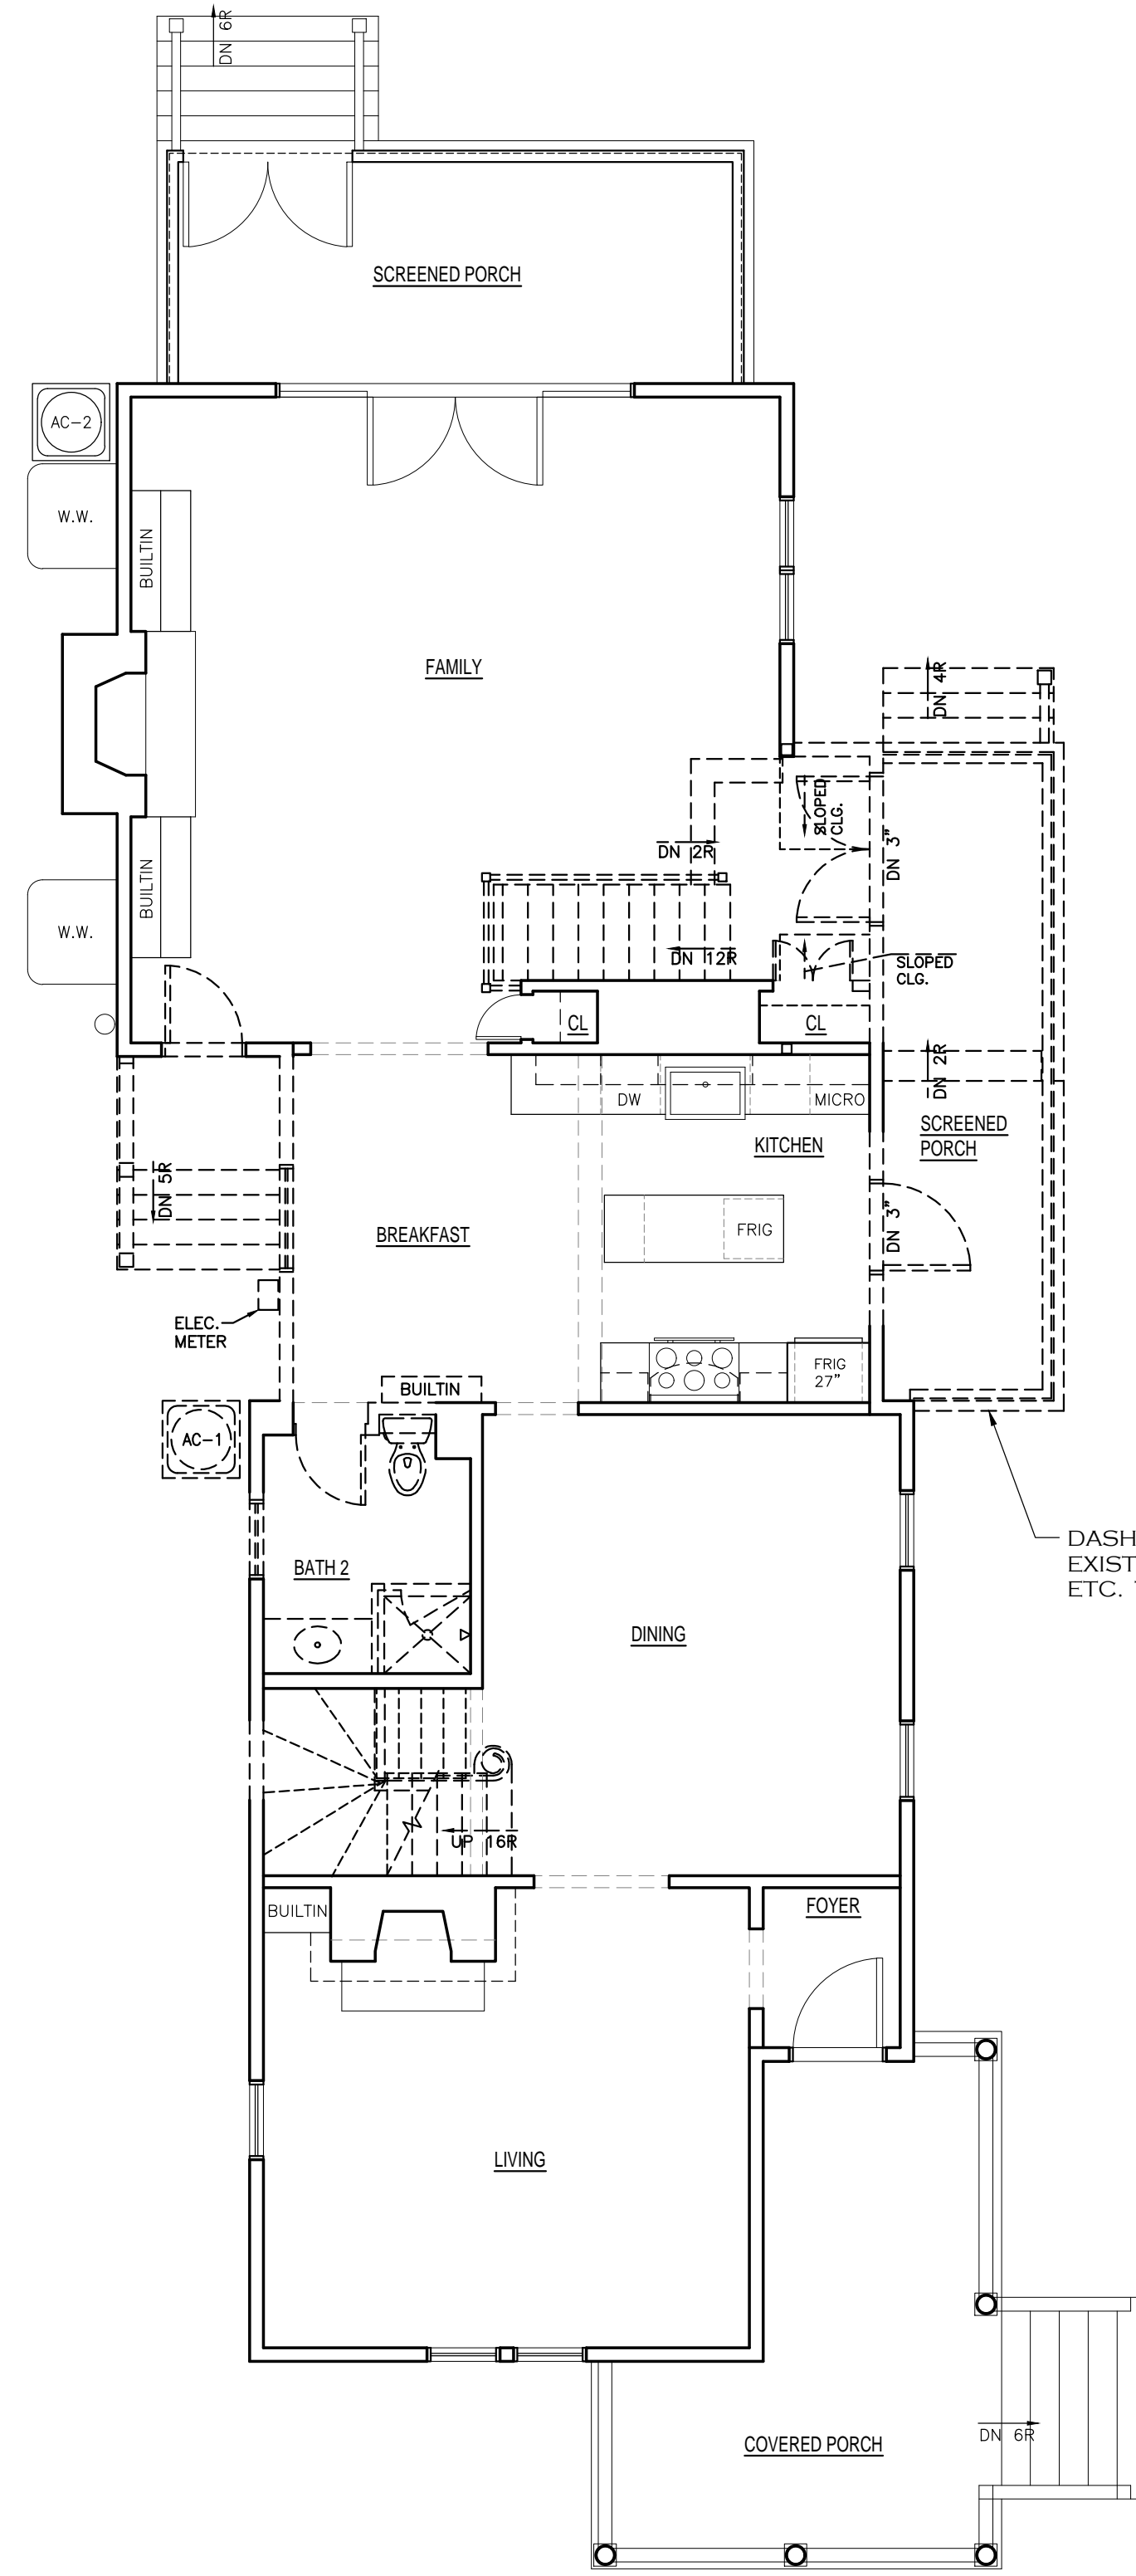 DN 6R
SCREENED PORCH
AC-2
W.W.
BUILTIN
FAMILY
DN 4R
SLOPED
CLG.
DN 3"
DN 2R
BUILTIN
W.W.
DN 12R
SLOPED
CLG.
CL
CL
DN 2R
DW
MICRO
SCREENED
PORCH
KITCHEN
DN 5R
BREAKFAST
FRIG
DN 3"
ELEC.
METER
FRIG
27"
BUILTIN
AC-1
DASH
EXIST
ETC.
BATH 2
DINING
UP 16R
BUILTIN
FOYER
LIVING
DN 6R
COVERED PORCH